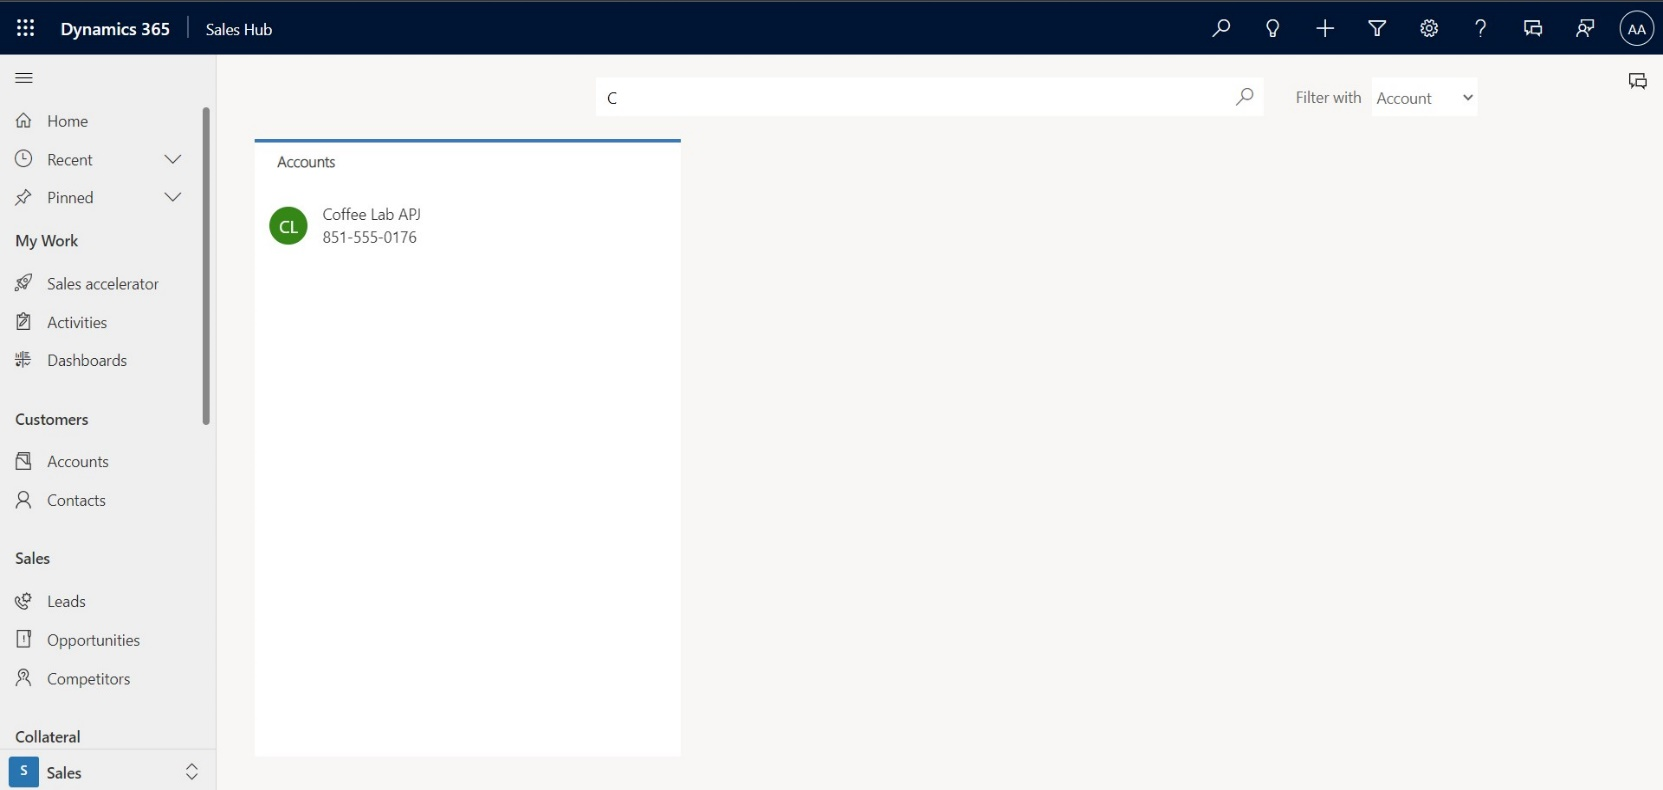 Dynamics 365 Sales Hub
AA
C
Filter with Account
Home
Recent
Pinned
My Work
Sales accelerator
Activities
Dashboards
Customers
Accounts
Contacts
Sales
Leads
Opportunities
Competitors
Collateral
S Sales
Accounts
CL
Coffee Lab APJ
851-555-0176